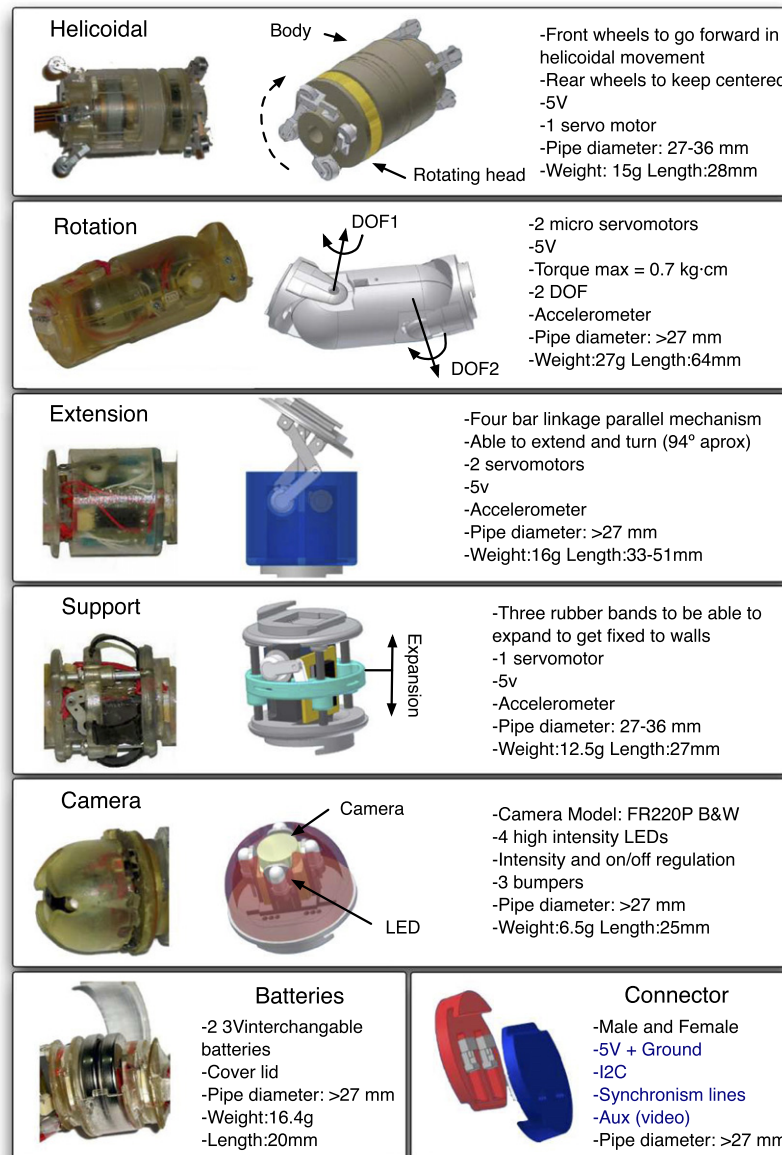 Helicoidal
Body
Rotating head
-Front wheels to go forward in
helicoidal movement
-Rear wheels to keep centered
-5V
-1 servo motor
-Pipe diameter: 27-36 mm
-Weight: 15g Length:28mm
Rotation
DOF1
DOF2
-2 micro servomotors
-5V
-Torque max = 0.7 kg·cm
-2 DOF
-Accelerometer
-Pipe diameter: >27 mm
-Weight:27g Length:64mm
Extension
-Four bar linkage parallel mechanism
-Able to extend and turn (94º aprox)
-2 servomotors
-5v
-Accelerometer
-Pipe diameter: >27 mm
-Weight:16g Length:33-51mm
Support
Expansion
-Three rubber bands to be able to
expand to get fixed to walls
-1 servomotor
-5v
-Accelerometer
-Pipe diameter: 27-36 mm
-Weight:12.5g Length:27mm
Camera
Camera
LED
-Camera Model: FR220P B&W
-4 high intensity LEDs
-Intensity and on/off regulation
-3 bumpers
-Pipe diameter: >27 mm
-Weight:6.5g Length:25mm
Batteries
-2 3Vinterchangable
batteries
-Cover lid
-Pipe diameter: >27 mm
-Weight:16.4g
-Length:20mm
Connector
-Male and Female
-5V + Ground
-I2C
-Synchronism lines
-Aux (video)
-Pipe diameter: >27 mm